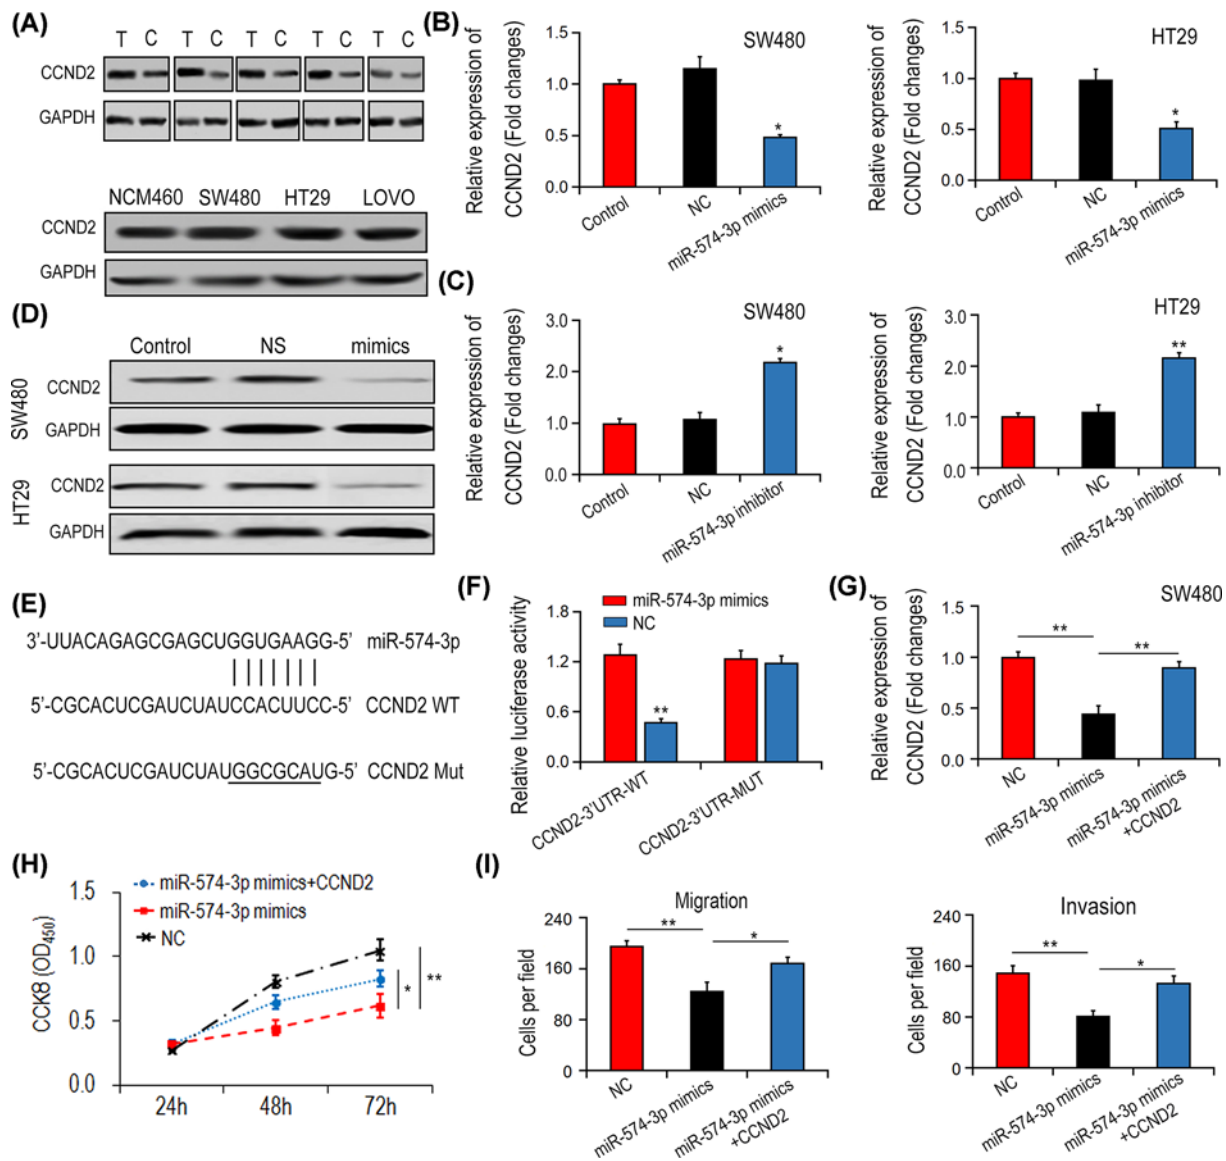 (A)
T C T C T C T C T C
CCND2
GAPDH
NCM460 SW480 HT29 LOVO
CCND2
GAPDH
(B)
Relative expression of
CCND2 (Fold changes)
1.5
1.0
0.5
0.0
SW480
*
Control
NC
miR-574-3p mimics
Relative expression of
CCND2 (Fold changes)
1.5
1.0
0.5
0.0
HT29
*
Control
NC
miR-574-3p mimics
(C)
Relative expression of
CCND2 (Fold changes)
3.0
2.0
1.0
0.0
SW480
*
Control
NC
miR-574-3p inhibitor
Relative expression of
CCND2 (Fold changes)
3.0
2.0
1.0
0.0
HT29
**
Control
NC
miR-574-3p inhibitor
(D)
Control NS mimics
SW480
CCND2
GAPDH
HT29
CCND2
GAPDH
(E)
3'-UUACAGAGCGAGCUGGUGAAGG-5' miR-574-3p
5'-CGCACUCGAUCUAUCCACUUCC-5' CCND2 WT
5'-CGCACUCGAUCUAUGGCGCAUG-5' CCND2 Mut
(F)
Relative luciferase activity
1.8
1.2
0.6
0.0
miR-574-3p mimics
NC
**
CCND2-3'UTR-WT
CCND2-3'UTR-MUT
(G)
Relative expression of
CCND2 (Fold changes)
1.5
1.0
0.5
0.0
SW480
**
**
NC
miR-574-3p mimics
miR-574-3p mimics
+CCND2
(H)
CCK8 (OD450)
1.5
1.0
0.5
0.0
miR-574-3p mimics+CCND2
miR-574-3p mimics
NC
*
**
24h 48h 72h
(I)
Migration
Cells per field
240
160
80
0
**
*
NC
miR-574-3p mimics
miR-574-3p mimics
+CCND2
Invasion
Cells per field
240
160
80
0
**
*
NC
miR-574-3p mimics
miR-574-3p mimics
+CCND2